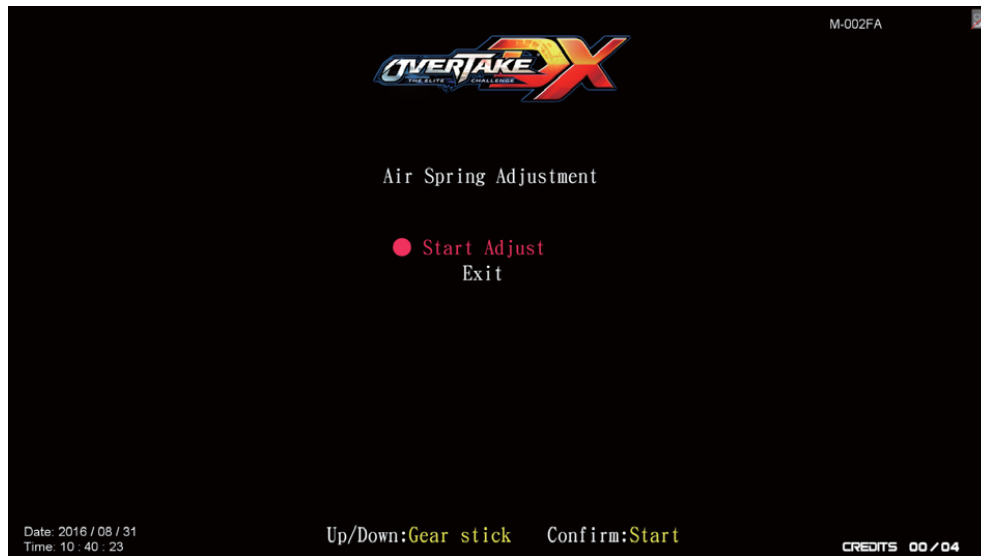 M-002FA
OVERTAKE DX
THE ELITE CHALLENGE
Air Spring Adjustment
Start Adjust
Exit
Date: 2016 / 08 / 31
Time: 10 : 40 : 23
Up/Down:Gear stick Confirm:Start
CREDITS 00/04